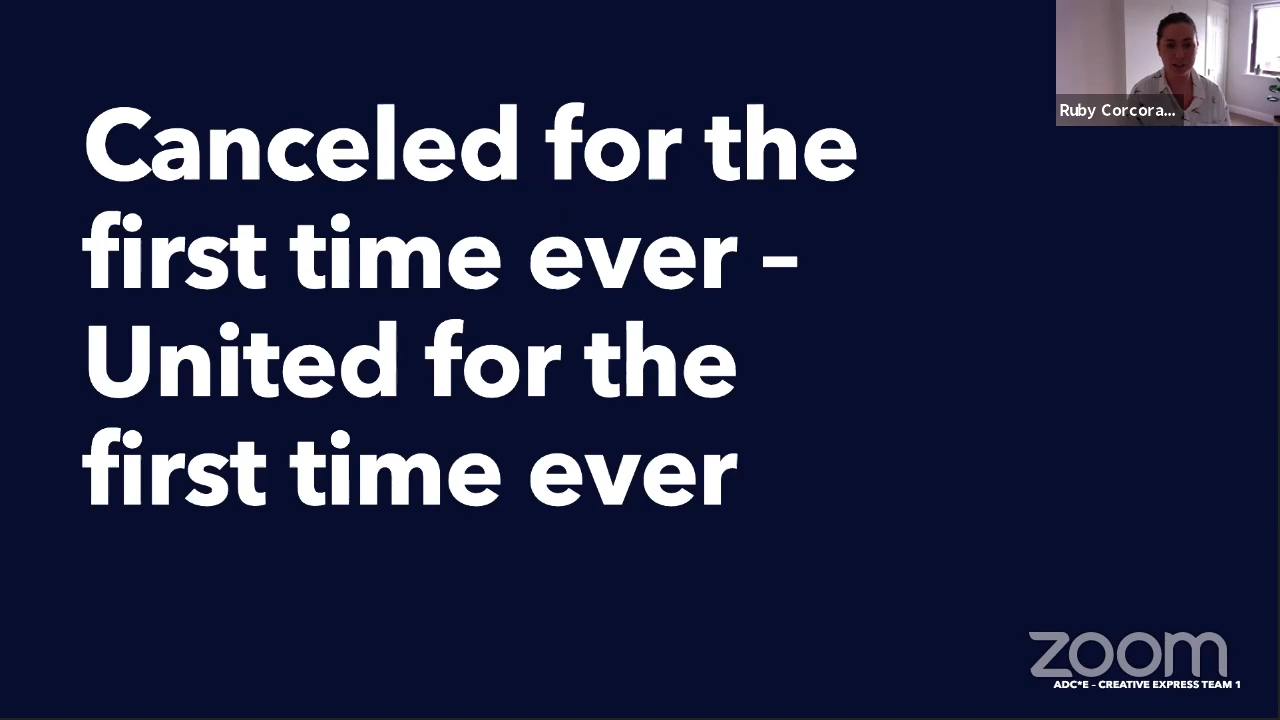 Ruby Corcora...
Canceled for the
first time ever –
United for the
first time ever
zoom
ADC*E – CREATIVE EXPRESS TEAM 1